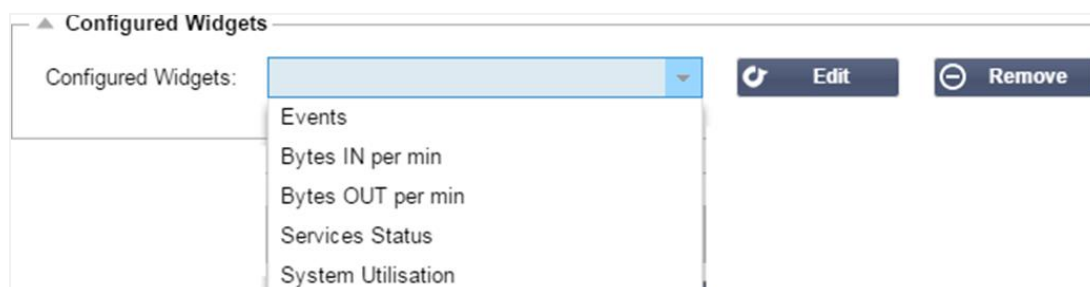 Configured Widgets
Configured Widgets: Edit Remove
Events
Bytes IN per min
Bytes OUT per min
Services Status
System Utilisation